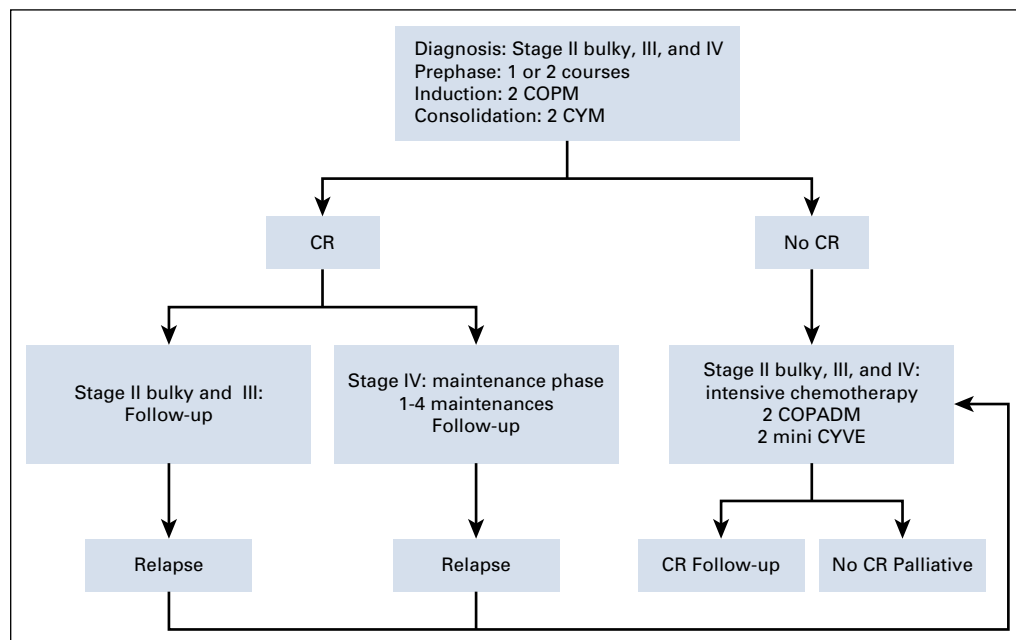 Diagnosis: Stage II bulky, III, and IV
Prephase: 1 or 2 courses
Induction: 2 COPM
Consolidation: 2 CYM
CR
No CR
Stage II bulky and III:
Follow-up
Stage IV: maintenance phase
1-4 maintenances
Follow-up
Stage II bulky, III, and IV:
intensive chemotherapy
2 COPADM
2 mini CYVE
Relapse
Relapse
CR Follow-up
No CR Palliative